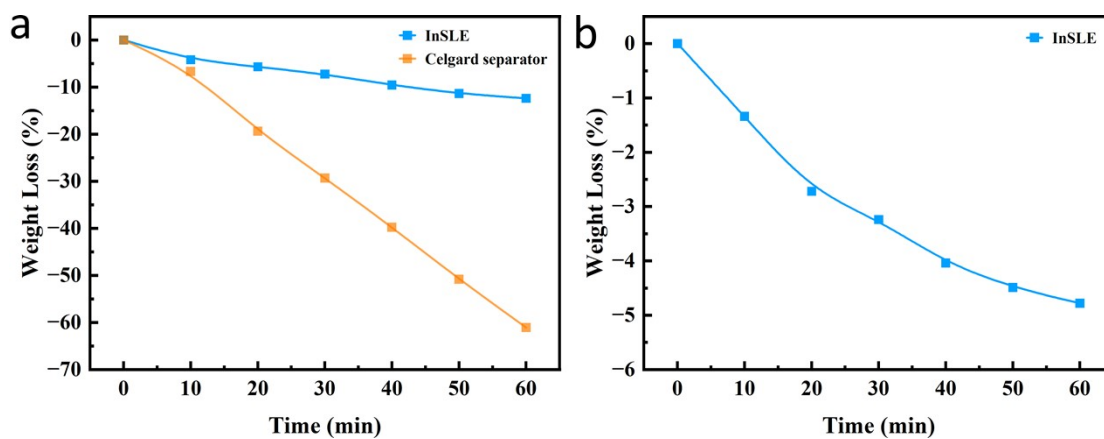 a
InSLE
Celgard separator
Weight Loss (%)
0
−10
−20
−30
−40
−50
−60
−70
0 10 20 30 40 50 60
Time (min)
b
InSLE
Weight Loss (%)
0
−1
−2
−3
−4
−5
−6
0 10 20 30 40 50 60
Time (min)